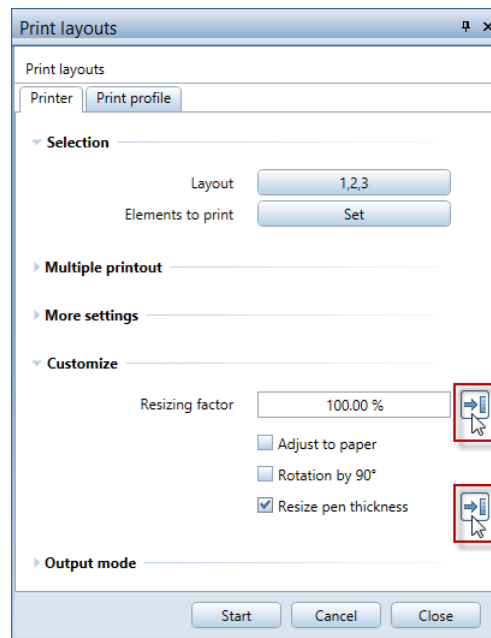 Print layouts
Print layouts
Printer Print profile
Selection
Layout 1,2,3
Elements to print Set
Multiple printout
More settings
Customize
Resizing factor 100.00 %
Adjust to paper
Rotation by 90°
Resize pen thickness
Output mode
Start Cancel Close